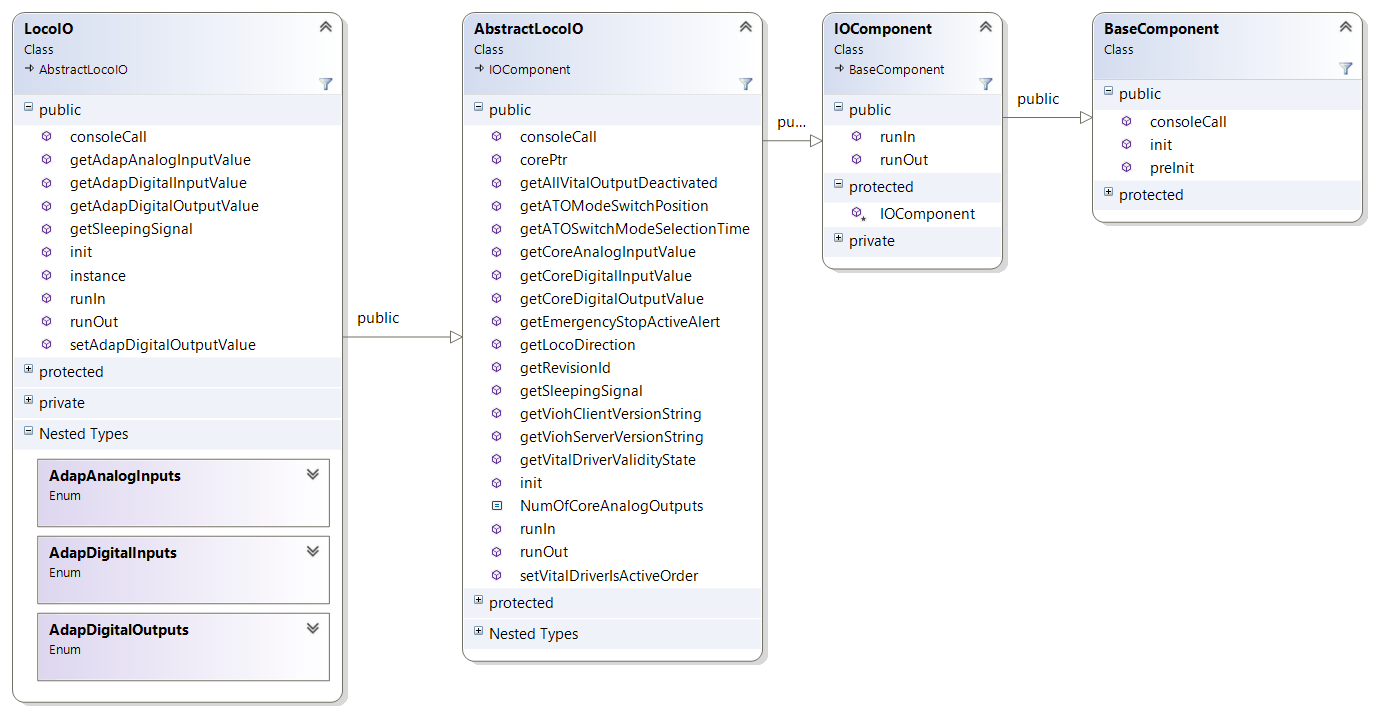 LocoIO
Class
AbstractLocoIO
public
consoleCall
getAdapAnalogInputValue
getAdapDigitalInputValue
getAdapDigitalOutputValue
getSleepingSignal
init
instance
runIn
runOut
setAdapDigitalOutputValue
protected
private
Nested Types
AdapAnalogInputs
Enum
AdapDigitalInputs
Enum
AdapDigitalOutputs
Enum
public
AbstractLocoIO
Class
IOComponent
public
consoleCall
corePtr
getAllVitalOutputDeactivated
getATOModeSwitchPosition
getATOSwitchModeSelectionTime
getCoreAnalogInputValue
getCoreDigitalInputValue
getCoreDigitalOutputValue
getEmergencyStopActiveAlert
getLocoDirection
getRevisionId
getSleepingSignal
getViohClientVersionString
getViohServerVersionString
getVitalDriverValidityState
init
NumOfCoreAnalogOutputs
runIn
runOut
setVitalDriverIsActiveOrder
protected
Nested Types
pu...
IOComponent
Class
BaseComponent
public
runIn
runOut
protected
IOComponent
private
public
BaseComponent
Class
public
consoleCall
init
preInit
protected